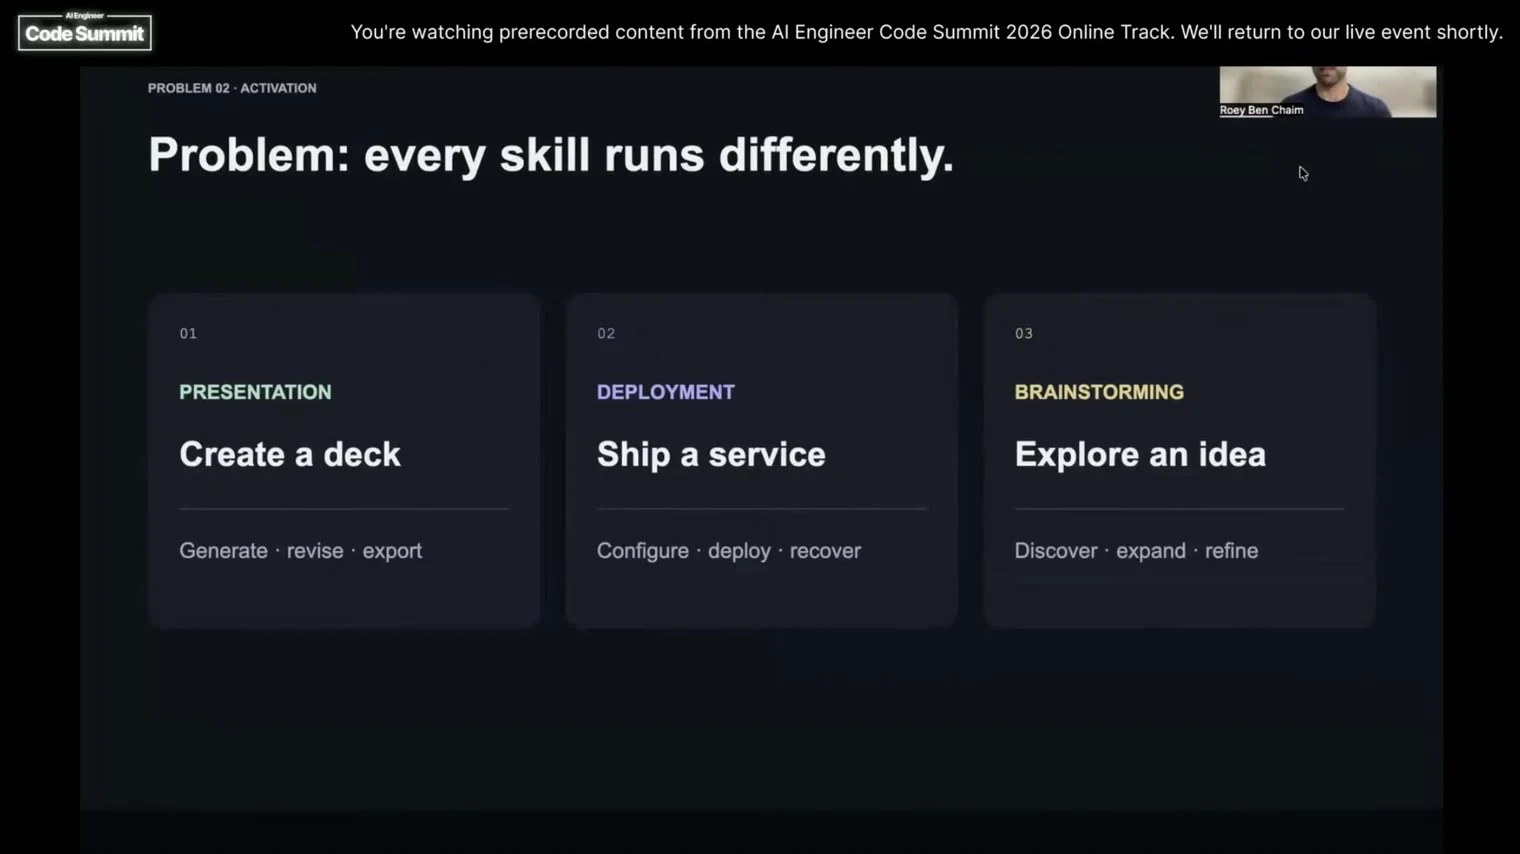 AI Engineer
Code Summit
You're watching prerecorded content from the AI Engineer Code Summit 2026 Online Track. We'll return to our live event shortly.
PROBLEM 02 · ACTIVATION
Roey Ben Chaim
Problem: every skill runs differently.
01
PRESENTATION
Create a deck
Generate · revise · export
02
DEPLOYMENT
Ship a service
Configure · deploy · recover
03
BRAINSTORMING
Explore an idea
Discover · expand · refine